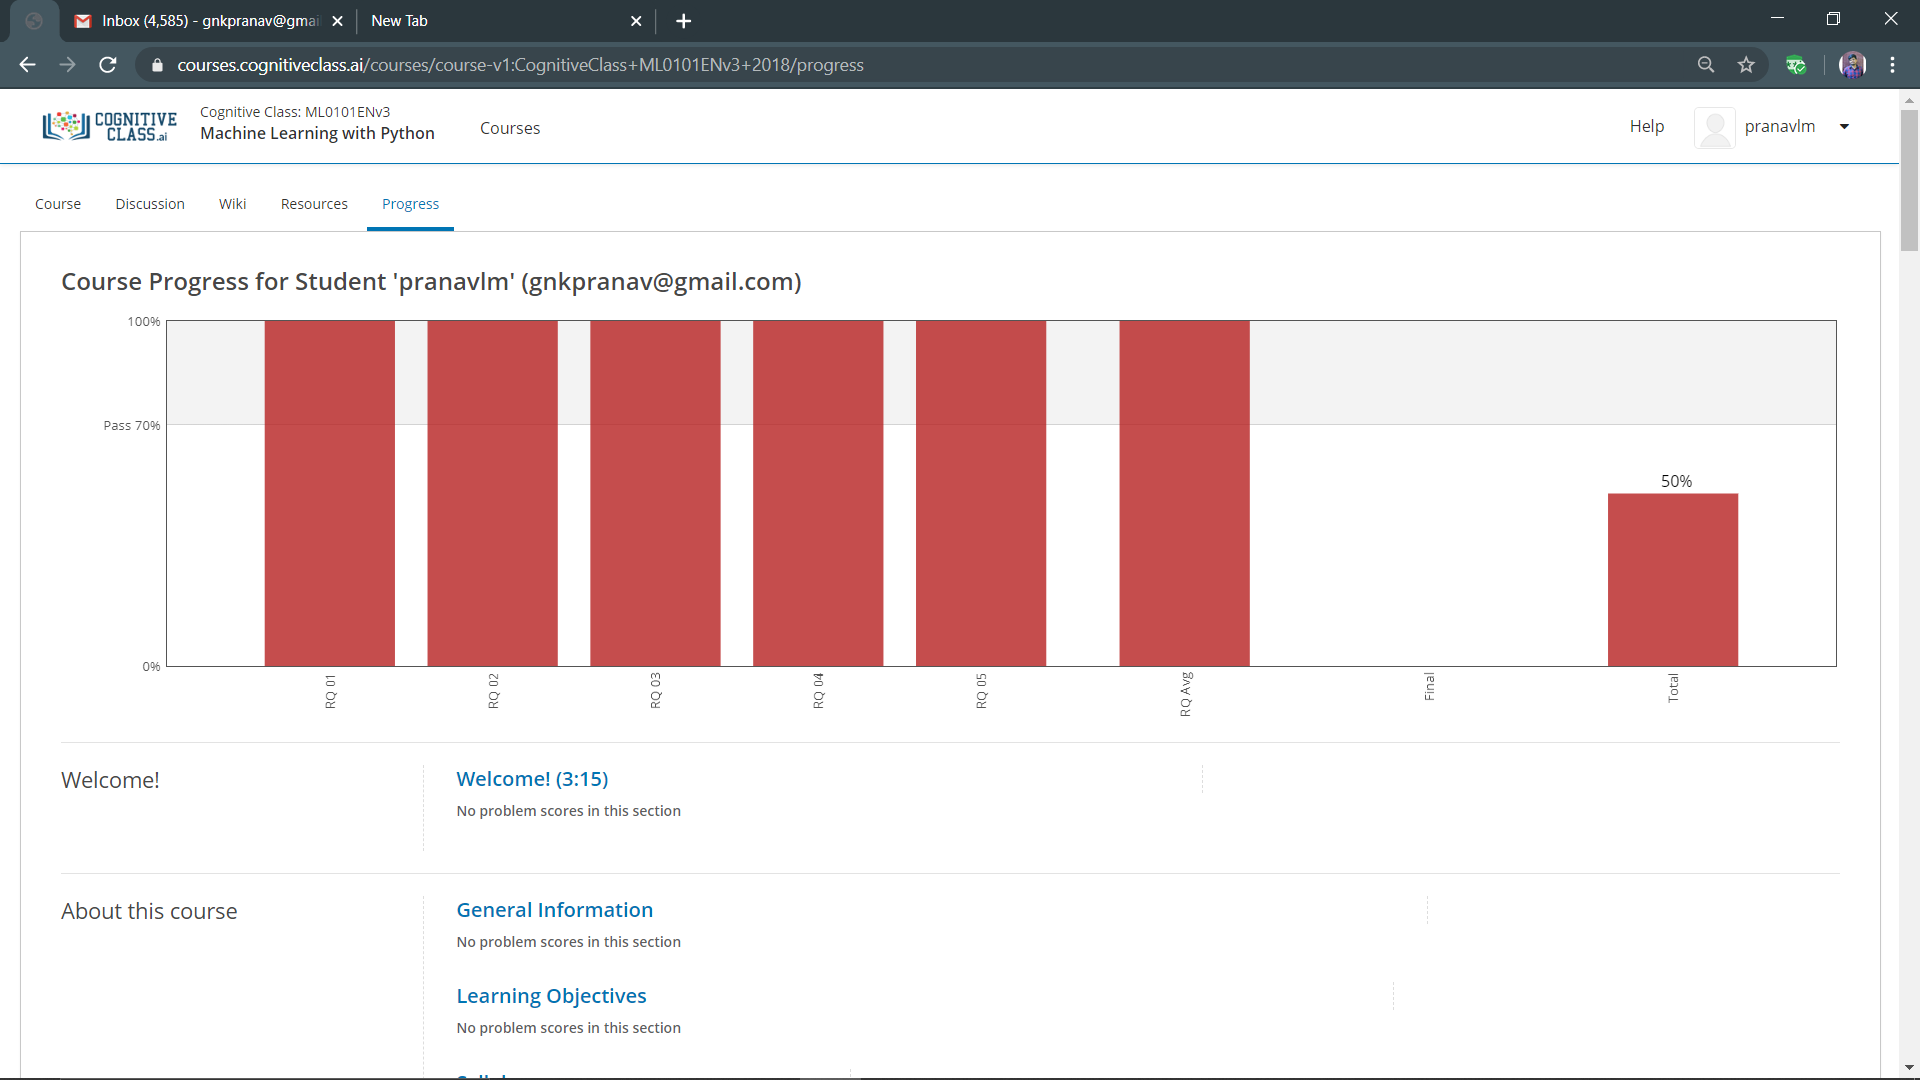 Inbox (4,585) - gnkpranav@gmai
New Tab
courses.cognitiveclass.ai/courses/course-v1:CognitiveClass+ML0101ENv3+2018/progress
COGNITIVE
CLASS.ai
Cognitive Class: ML0101ENv3
Machine Learning with Python
Courses
Help
pranavlm
Course
Discussion
Wiki
Resources
Progress
Course Progress for Student 'pranavlm' (gnkpranav@gmail.com)
100%
Pass 70%
50%
0%
RQ 01
RQ 02
RQ 03
RQ 04
RQ 05
RQ Avg
Final
Total
Welcome!
Welcome! (3:15)
No problem scores in this section
About this course
General Information
No problem scores in this section
Learning Objectives
No problem scores in this section